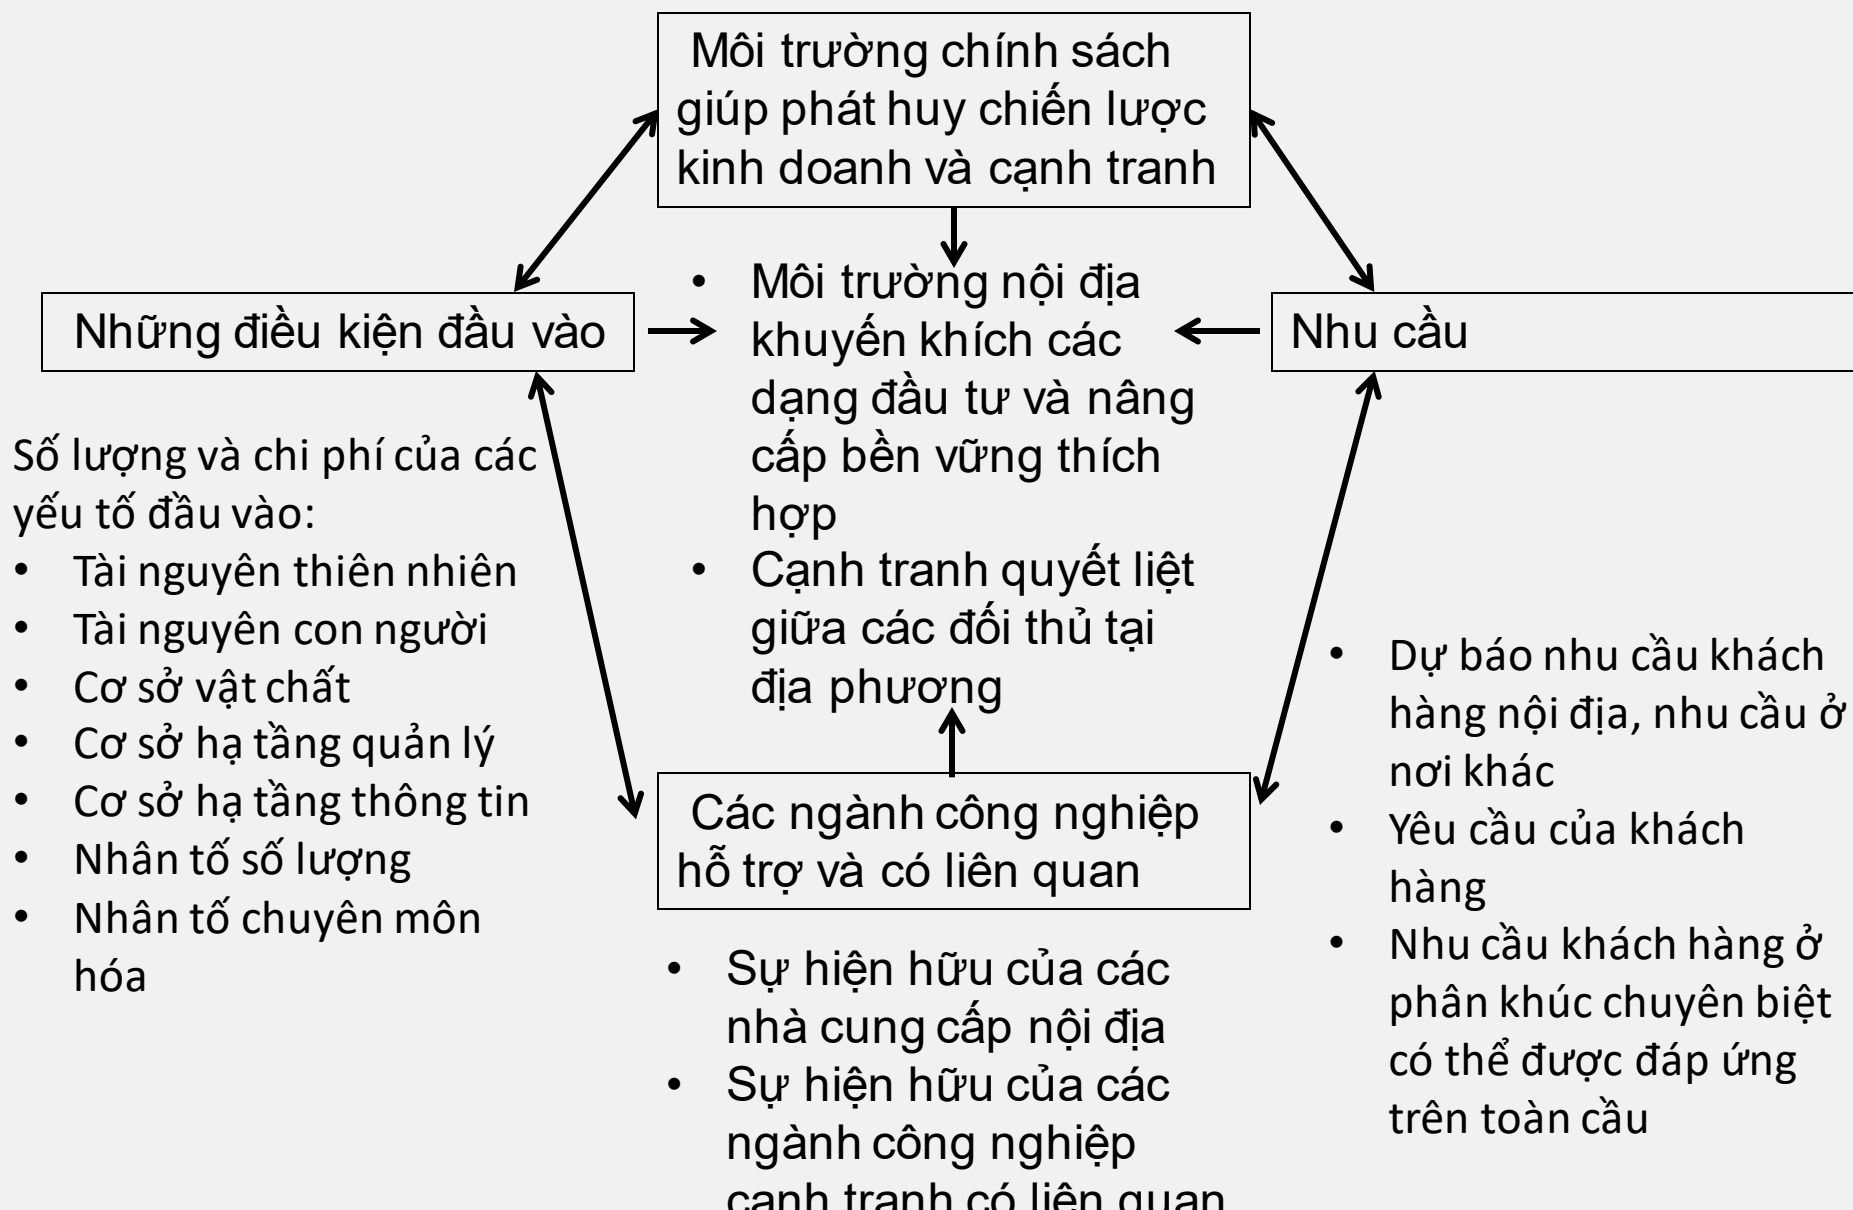 Môi trường chính sách
giúp phát huy chiến lược
kinh doanh và cạnh tranh
Những điều kiện đầu vào
• Môi trường nội địa
khuyến khích các
dạng đầu tư và nâng
cấp bền vững thích
hợp
• Cạnh tranh quyết liệt
giữa các đối thủ tại
địa phương
Nhu cầu
Số lượng và chi phí của các
yếu tố đầu vào:
• Tài nguyên thiên nhiên
• Tài nguyên con người
• Cơ sở vật chất
• Cơ sở hạ tầng quản lý
• Cơ sở hạ tầng thông tin
• Nhân tố số lượng
• Nhân tố chuyên môn
hóa
Các ngành công nghiệp
hỗ trợ và có liên quan
• Sự hiện hữu của các
nhà cung cấp nội địa
• Sự hiện hữu của các
ngành công nghiệp
cạnh tranh có liên quan
• Dự báo nhu cầu khách
hàng nội địa, nhu cầu ở
nơi khác
• Yêu cầu của khách
hàng
• Nhu cầu khách hàng ở
phân khúc chuyên biệt
có thể được đáp ứng
trên toàn cầu